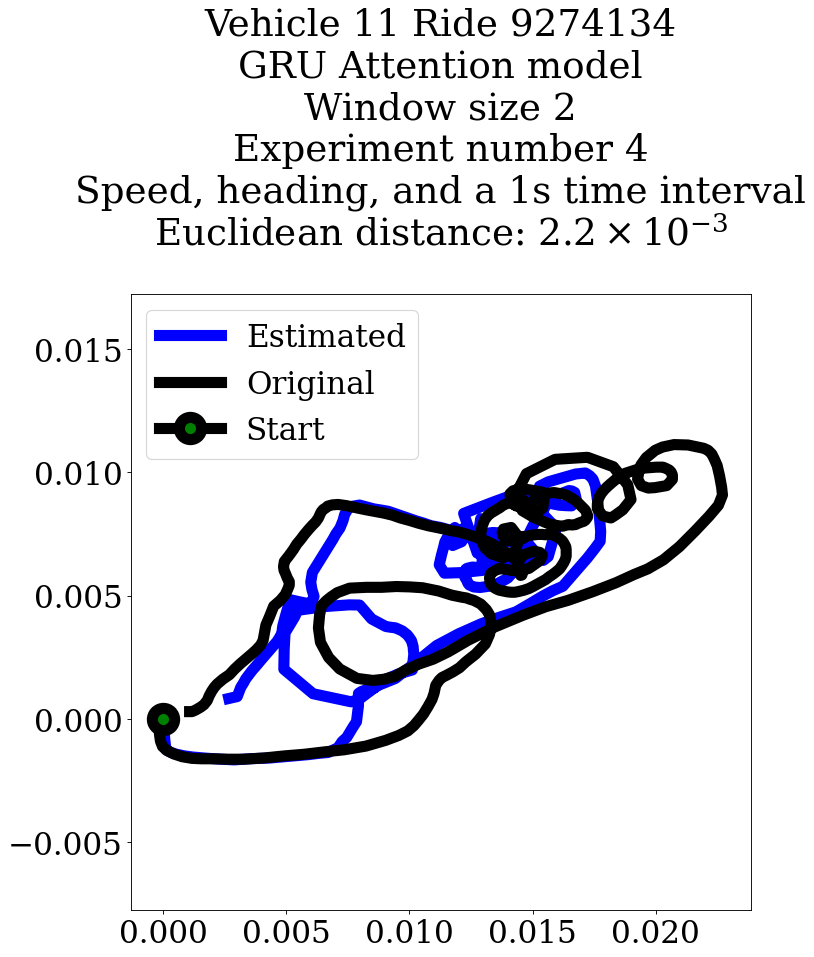 Vehicle 11 Ride 9274134
GRU Attention model
Window size 2
Experiment number 4
Speed, heading, and a 1s time interval
Euclidean distance: 2.2 × 10⁻³
Estimated
Original
Start
0.015
0.010
0.005
0.000
−0.005
0.000 0.005 0.010 0.015 0.020